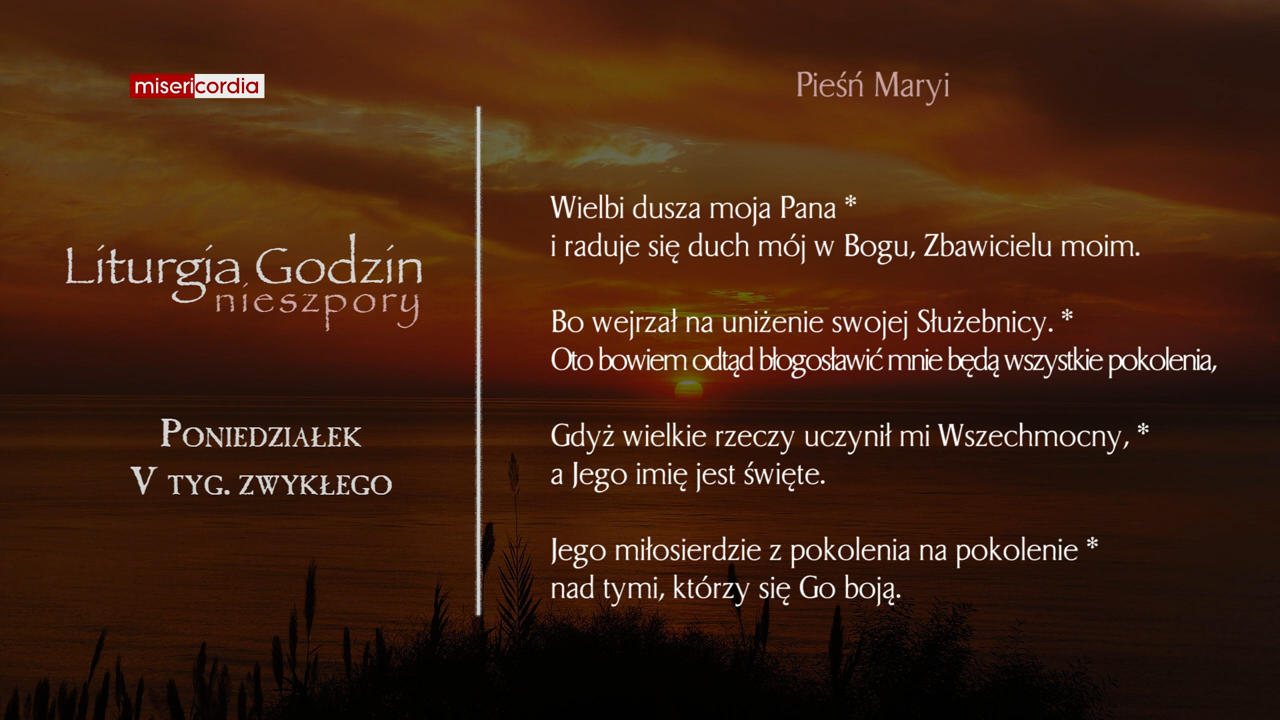 misericordia
Liturgia Godzin
nieszpory
Poniedziałek
V tyg. zwykłego
Pieśń Maryi
Wielbi dusza moja Pana *
i raduje się duch mój w Bogu, Zbawicielu moim.
Bo wejrzał na uniżenie swojej Służebnicy. *
Oto bowiem odtąd błogosławić mnie będą wszystkie pokolenia,
Gdyż wielkie rzeczy uczynił mi Wszechmocny, *
a Jego imię jest święte.
Jego miłosierdzie z pokolenia na pokolenie *
nad tymi, którzy się Go boją.